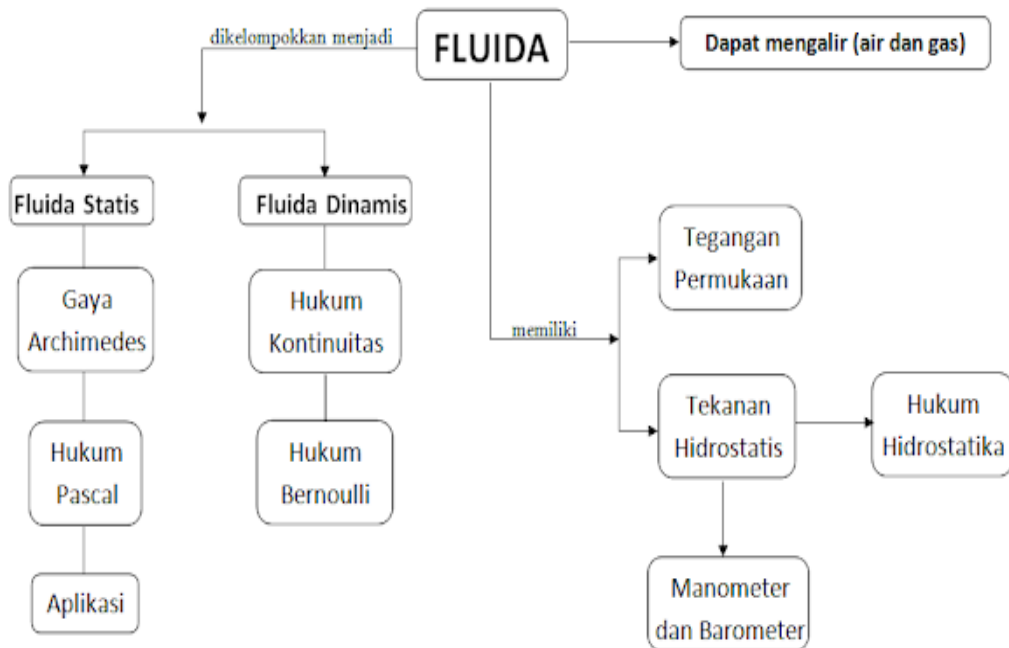 dikelompokkan menjadi
FLUIDA
Dapat mengalir (air dan gas)
Fluida Statis
Fluida Dinamis
Gaya
Archimedes
Hukum
Kontinuitas
Hukum
Pascal
Hukum
Bernoulli
Aplikasi
memiliki
Tegangan
Permukaan
Tekanan
Hidrostatis
Hukum
Hidrostatika
Manometer
dan Barometer